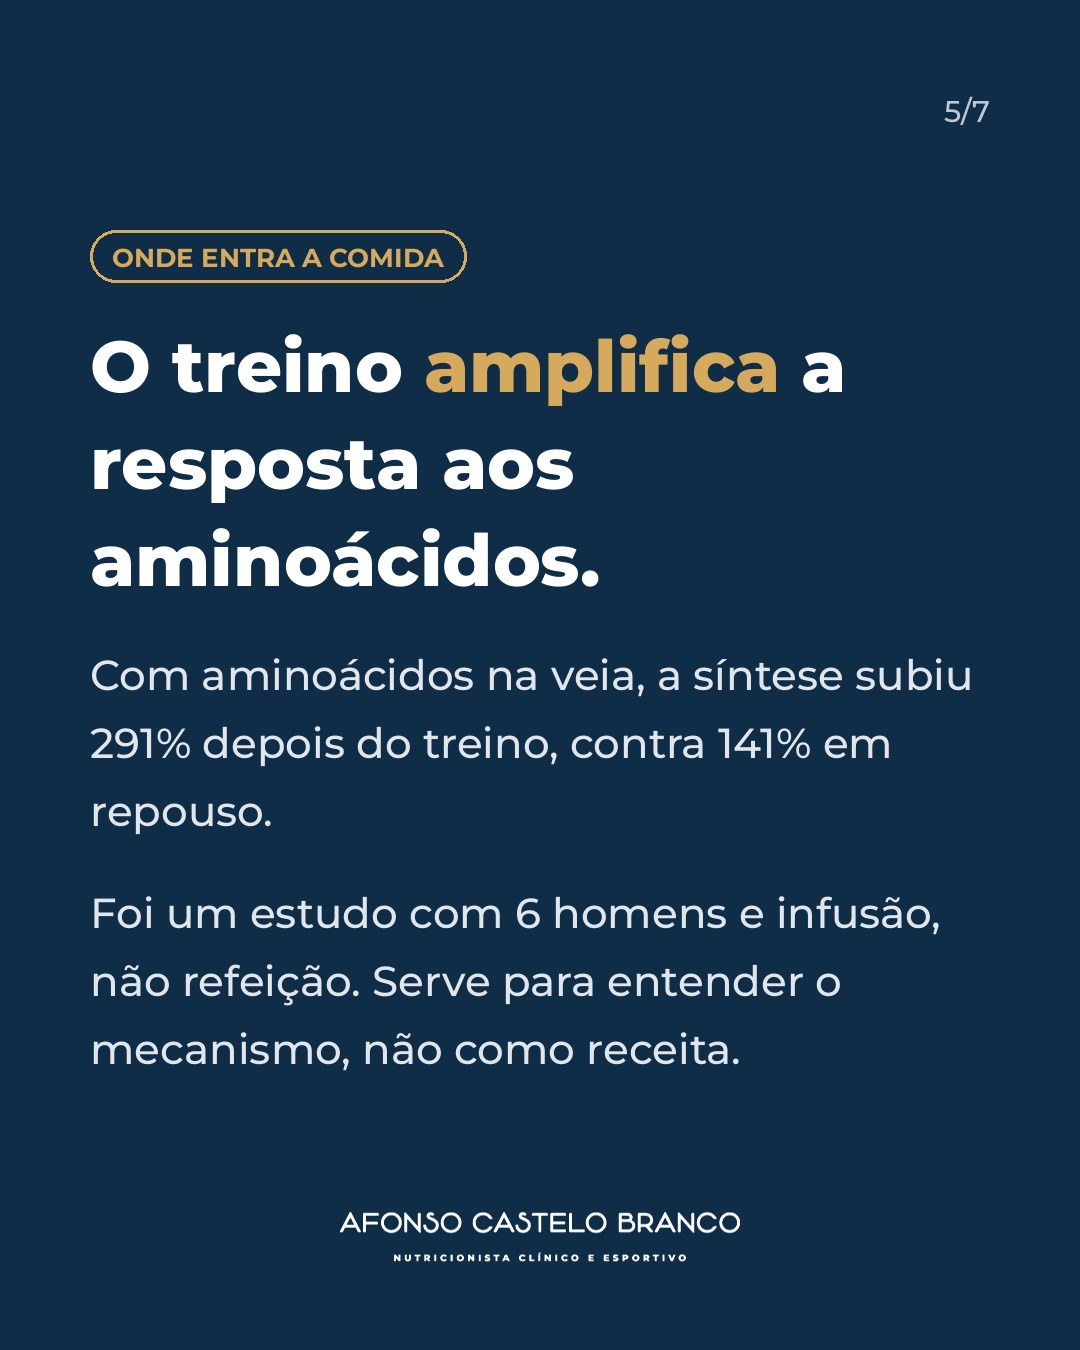 5/7
ONDE ENTRA A COMIDA
O treino amplifica a
resposta aos
aminoácidos.
Com aminoácidos na veia, a síntese subiu
291% depois do treino, contra 141% em
repouso.
Foi um estudo com 6 homens e infusão,
não refeição. Serve para entender o
mecanismo, não como receita.
AFONSO CASTELO BRANCO
NUTRICIONISTA CLÍNICO E ESPORTIVO